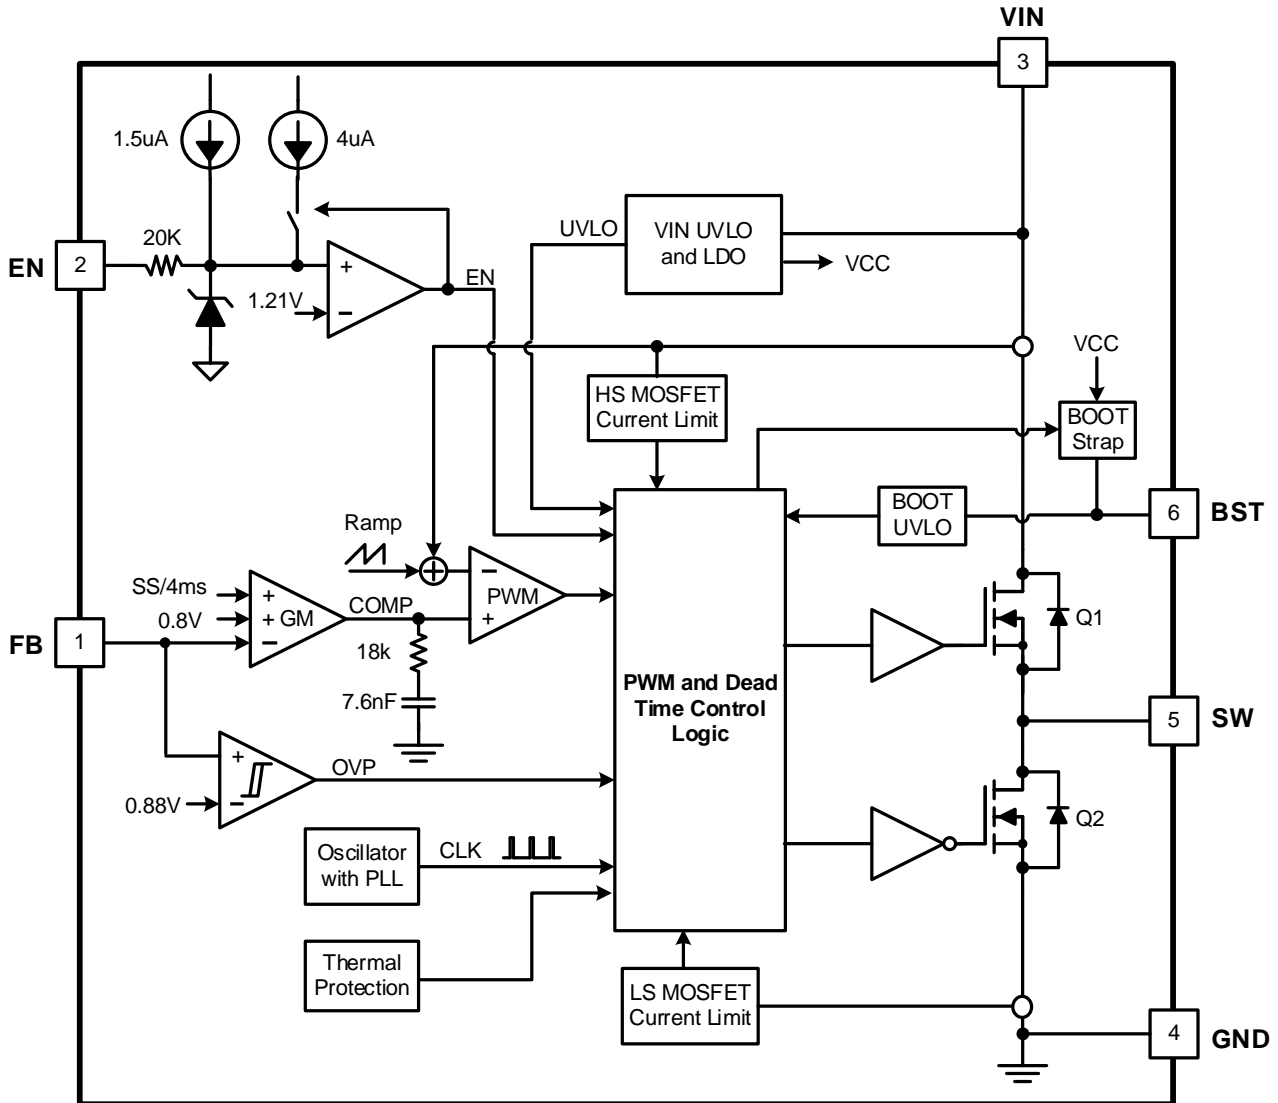 VIN
3
1.5uA
4uA
20K
EN
2
+
1.21V
−
EN
UVLO
VIN UVLO
and LDO
VCC
VCC
HS MOSFET
Current Limit
BOOT
Strap
BOOT
UVLO
6
BST
Ramp
+
−
PWM
+
SS/4ms
0.8V
+
+
−
GM
COMP
FB
1
18k
7.6nF
PWM and Dead
Time Control
Logic
Q1
5
SW
+
−
0.88V
OVP
Q2
Oscillator
with PLL
CLK
Thermal
Protection
LS MOSFET
Current Limit
4
GND